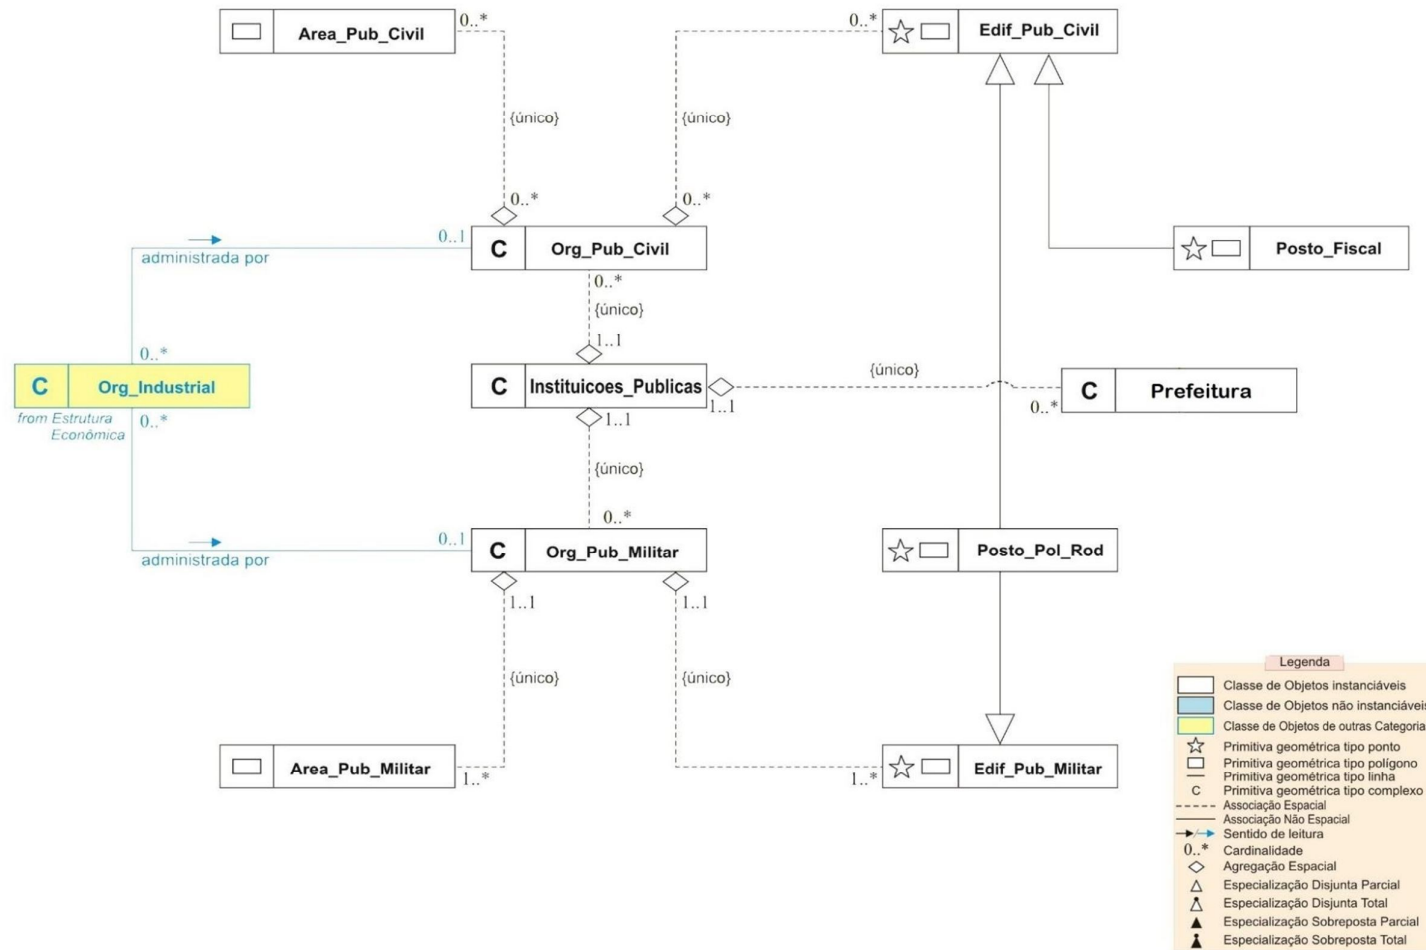 0..*
0..*
Area_Pub_Civil
Edif_Pub_Civil
{único}
{único}
0..*
0..*
0..1
C
Org_Pub_Civil
Posto_Fiscal
administrada por
0..*
{único}
0..*
1..1
C
Org_Industrial
C
Instituicoes_Publicas
{único}
C
Prefeitura
from Estrutura
Econômica
0..*
1..1
1..1
0..*
{único}
0..*
0..1
C
Org_Pub_Militar
Posto_Pol_Rod
administrada por
1..1
1..1
{único}
{único}
Area_Pub_Militar
1..*
1..*
Edif_Pub_Militar
Legenda
Classe de Objetos instanciáveis
Classe de Objetos não instanciáveis
Classe de Objetos de outras Categoria
Primitiva geométrica tipo ponto
Primitiva geométrica tipo polígono
Primitiva geométrica tipo linha
C Primitiva geométrica tipo complexo
Associação Espacial
Associação Não Espacial
Sentido de leitura
0..* Cardinalidade
Agregação Espacial
Especialização Disjunta Parcial
Especialização Disjunta Total
Especialização Sobreposta Parcial
Especialização Sobreposta Total